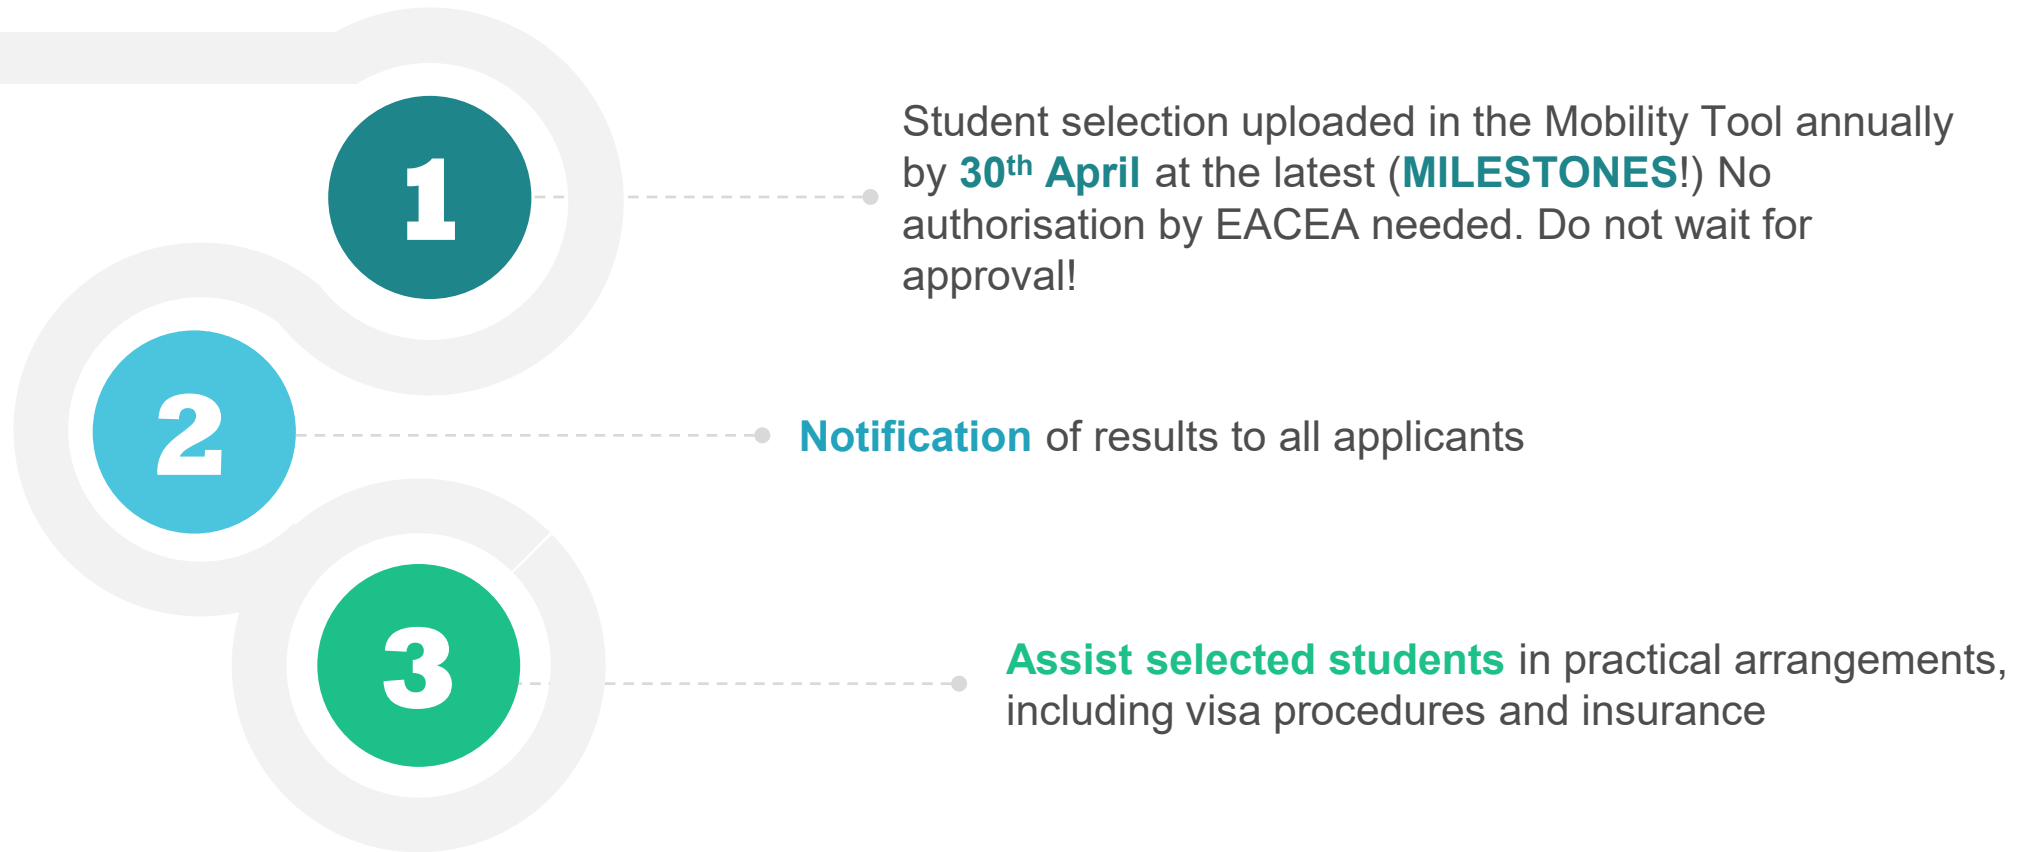 1
Student selection uploaded in the Mobility Tool annually
by 30th April at the latest (MILESTONES!) No
authorisation by EACEA needed. Do not wait for
approval!
2
Notification of results to all applicants
3
Assist selected students in practical arrangements,
including visa procedures and insurance